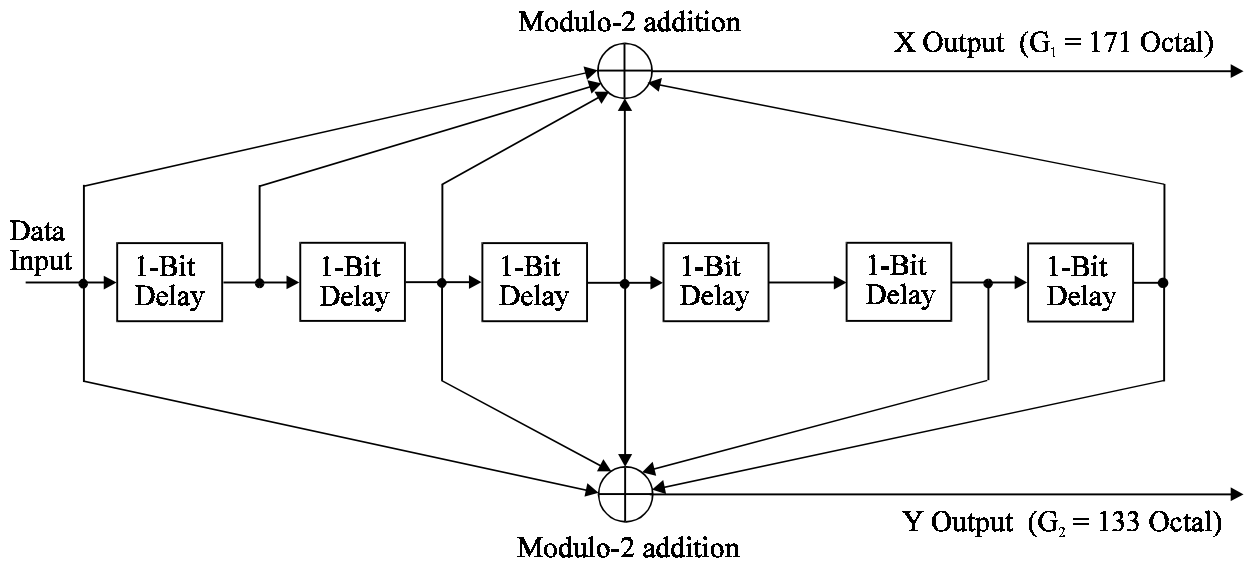 Modulo-2 addition
X Output (G₁ = 171 Octal)
Data
Input
1-Bit
Delay
1-Bit
Delay
1-Bit
Delay
1-Bit
Delay
1-Bit
Delay
1-Bit
Delay
Y Output (G₂ = 133 Octal)
Modulo-2 addition